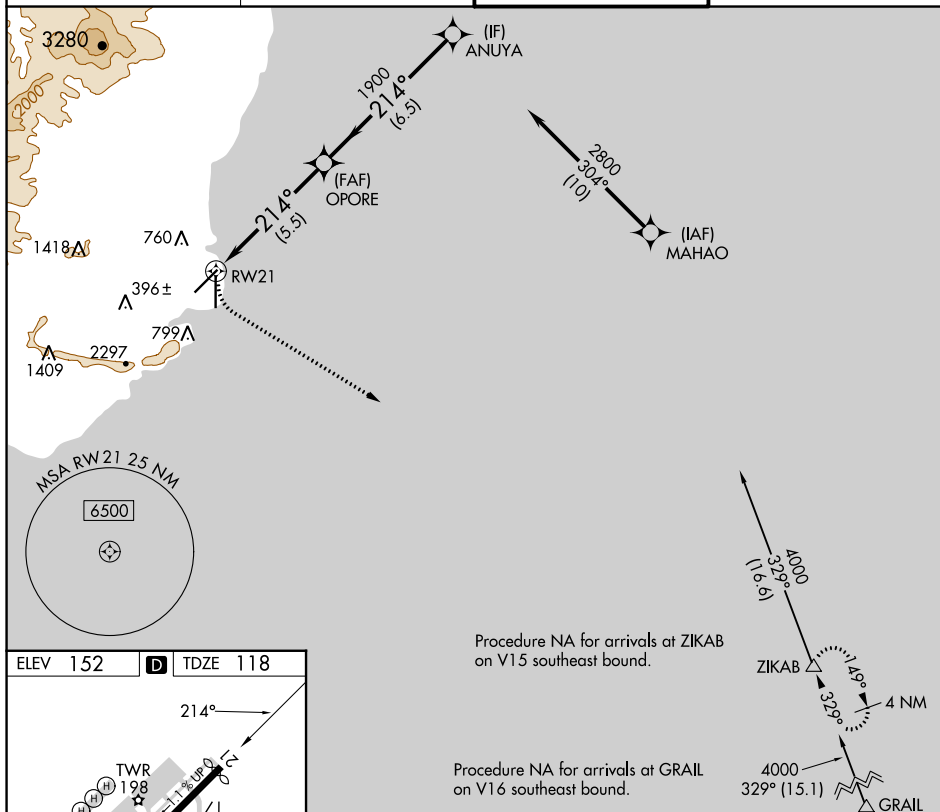 3280
2000
(IF)
ANUYA
1900
214°
(6.5)
(FAF)
OPORE
2800
304°
(10)
(IAF)
MAHAO
214°
(5.5)
1418
760
RW21
396±
799
2297
1409
MSA RW21 25 NM
6500
4000
329°
(16.6)
Procedure NA for arrivals at ZIKAB
on V15 southeast bound.
ZIKAB
149°
329°
4 NM
Procedure NA for arrivals at GRAIL
on V16 southeast bound.
4000
329° (15.1)
GRAIL
ELEV 152 D TDZE 118
214°
21
TWR
198
1.1% UP
H
H
H